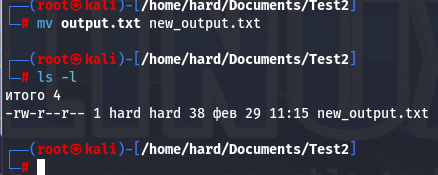 ┌──(root㉿kali)-[/home/hard/Documents/Test2]
└─# mv output.txt new_output.txt
┌──(root㉿kali)-[/home/hard/Documents/Test2]
└─# ls -l
итого 4
-rw-r--r-- 1 hard hard 38 фев 29 11:15 new_output.txt
┌──(root㉿kali)-[/home/hard/Documents/Test2]
└─#